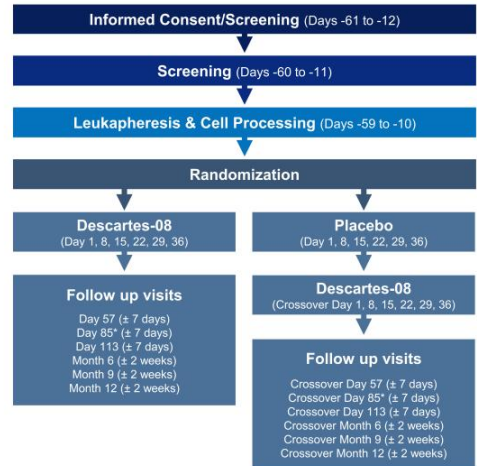 Informed Consent/Screening (Days -61 to -12)
Screening (Days -60 to -11)
Leukapheresis & Cell Processing (Days -59 to -10)
Randomization
Descartes-08
(Day 1, 8, 15, 22, 29, 36)
Follow up visits
Day 57 (± 7 days)
Day 85* (± 7 days)
Day 113 (± 7 days)
Month 6 (± 2 weeks)
Month 9 (± 2 weeks)
Month 12 (± 2 weeks)
Placebo
(Day 1, 8, 15, 22, 29, 36)
Descartes-08
(Crossover Day 1, 8, 15, 22, 29, 36)
Follow up visits
Crossover Day 57 (± 7 days)
Crossover Day 85* (± 7 days)
Crossover Day 113 (± 7 days)
Crossover Month 6 (± 2 weeks)
Crossover Month 9 (± 2 weeks)
Crossover Month 12 (± 2 weeks)